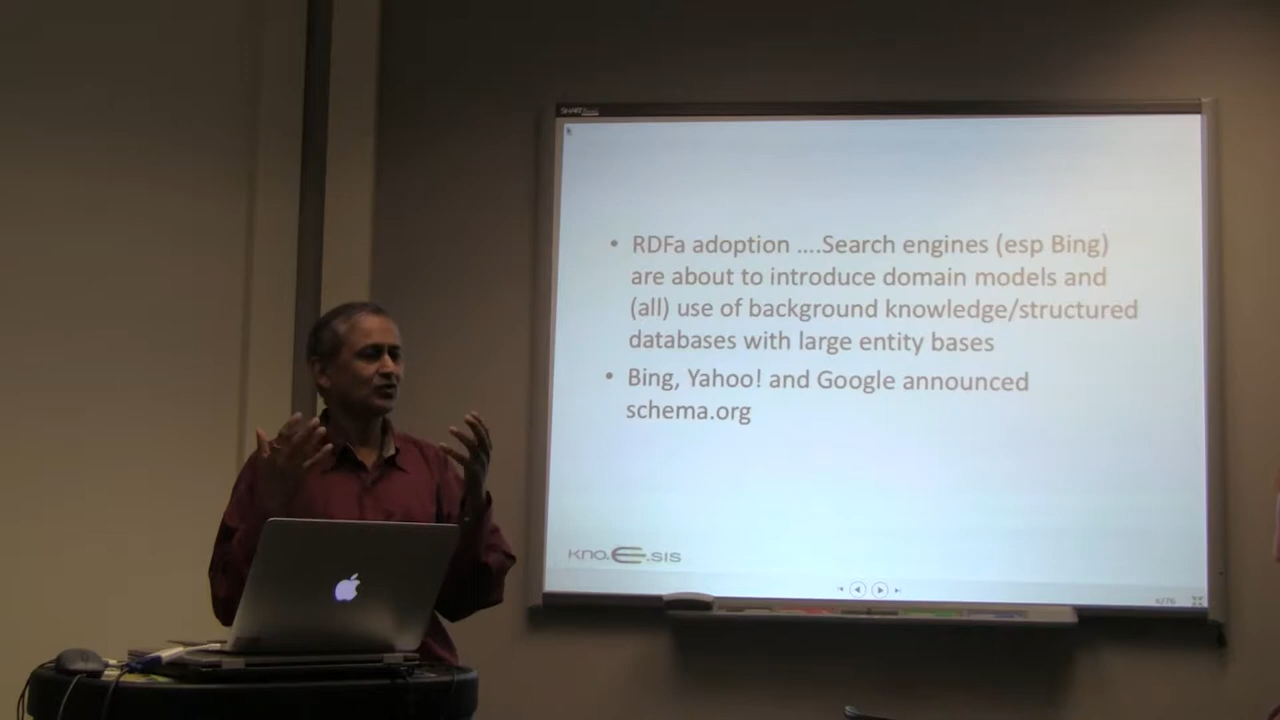 SMART
• RDFa adoption ....Search engines (esp Bing)
are about to introduce domain models and
(all) use of background knowledge/structured
databases with large entity bases
• Bing, Yahoo! and Google announced
schema.org
kno.e.sis